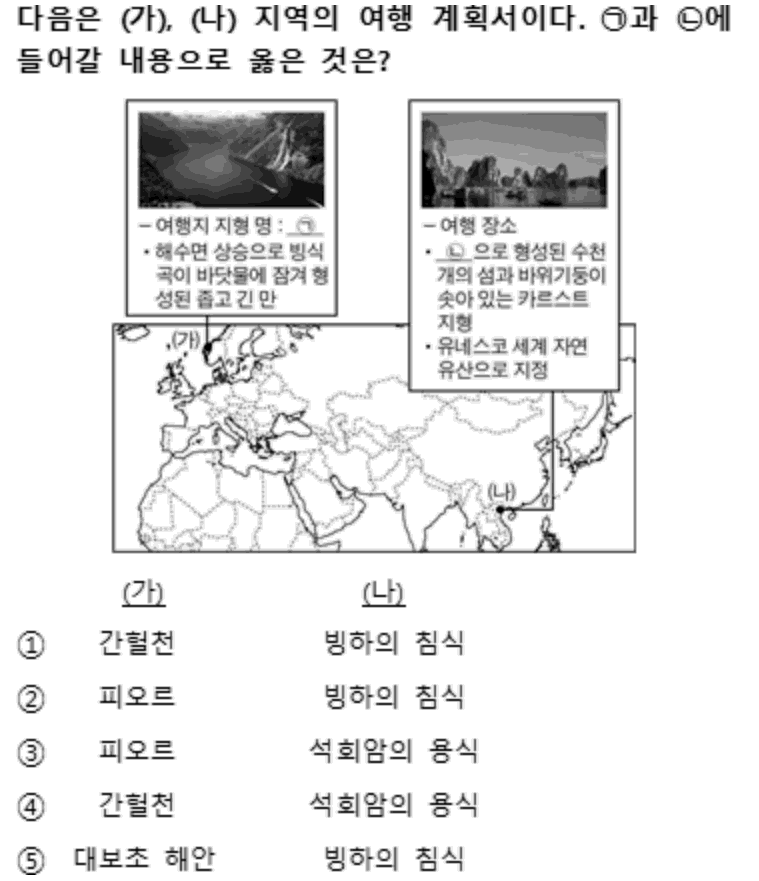 다음은 (가), (나) 지역의 여행 계획서이다. ㉠과 ㉡에
들어갈 내용으로 옳은 것은?
– 여행지 지형 명 : ㉠
• 해수면 상승으로 빙식
곡이 바닷물에 잠겨 형
성된 좁고 긴 만
– 여행 장소
• ㉡으로 형성된 수천
개의 섬과 바위기둥이
솟아 있는 카르스트
지형
• 유네스코 세계 자연
유산으로 지정
(가)
(나)
(가) (나)
① 간헐천 빙하의 침식
② 피오르 빙하의 침식
③ 피오르 석회암의 용식
④ 간헐천 석회암의 용식
⑤ 대보초 해안 빙하의 침식